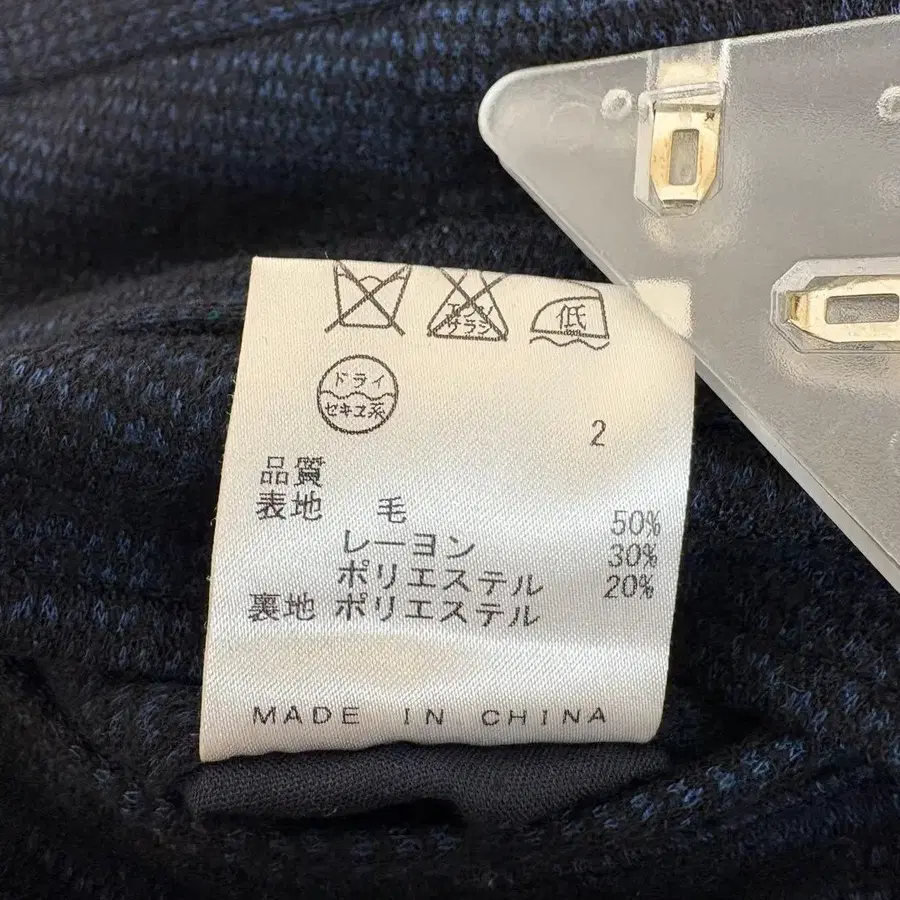 エンソ
サラシ
低
ドライ
セキユ系
2
品質
表地 毛 50%
レーヨン 30%
ポリエステル 20%
裏地 ポリエステル
MADE IN CHINA